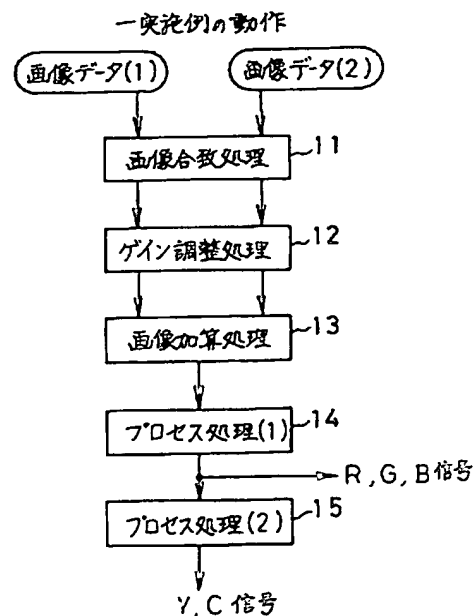 一実施例の動作
画像データ(1)
画像データ(2)
画像合致処理
11
ゲイン調整処理
12
画像加算処理
13
プロセス処理(1)
14
R,G,B信号
プロセス処理(2)
15
Y,C信号